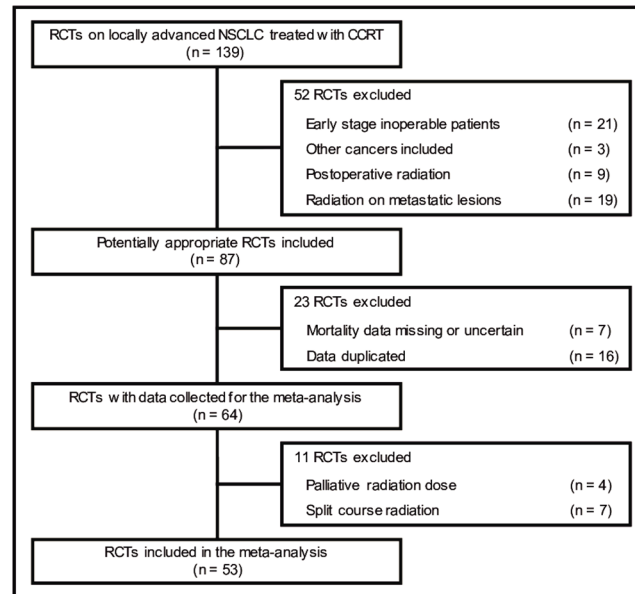 RCTs on locally advanced NSCLC treated with CCRT
(n = 139)
52 RCTs excluded
Early stage inoperable patients (n = 21)
Other cancers included (n = 3)
Postoperative radiation (n = 9)
Radiation on metastatic lesions (n = 19)
Potentially appropriate RCTs included
(n = 87)
23 RCTs excluded
Mortality data missing or uncertain (n = 7)
Data duplicated (n = 16)
RCTs with data collected for the meta-analysis
(n = 64)
11 RCTs excluded
Palliative radiation dose (n = 4)
Split course radiation (n = 7)
RCTs included in the meta-analysis
(n = 53)